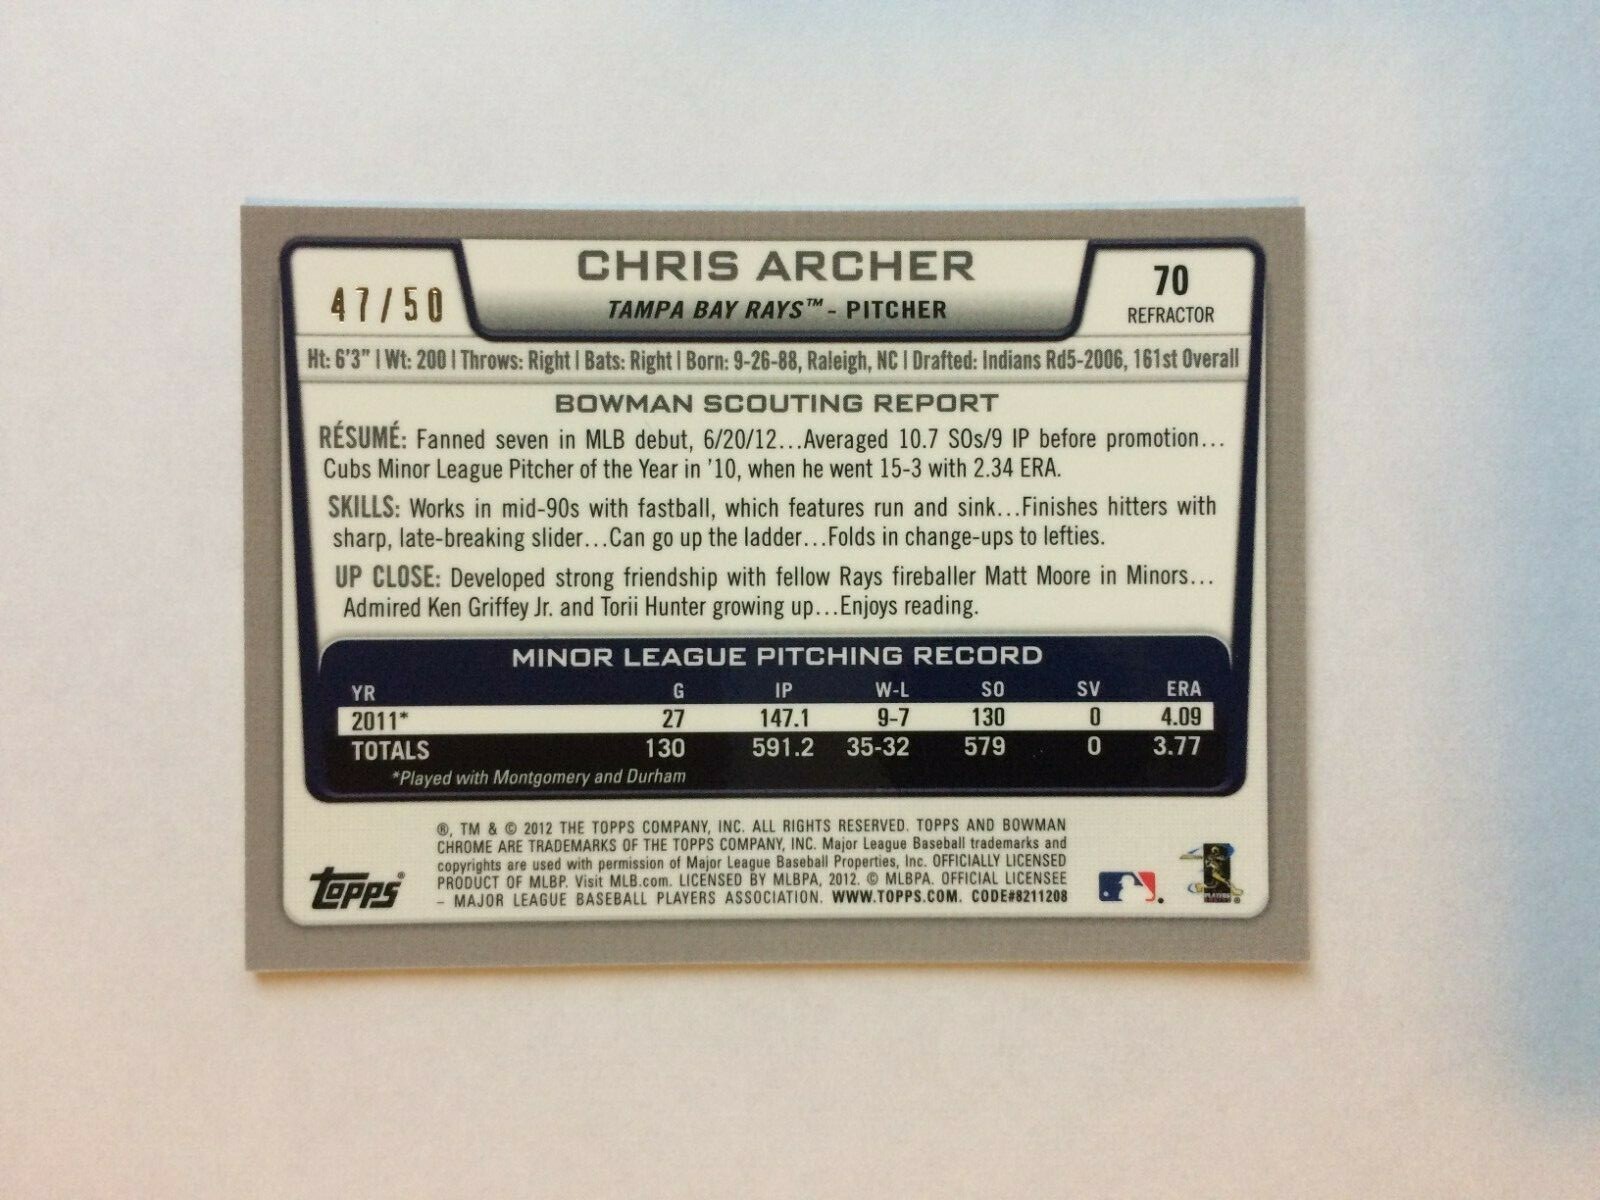 47/50
CHRIS ARCHER
TAMPA BAY RAYS™ - PITCHER
70
REFRACTOR
Ht: 6'3" | Wt: 200 | Throws: Right | Bats: Right | Born: 9-26-88, Raleigh, NC | Drafted: Indians Rd5-2006, 161st Overall
BOWMAN SCOUTING REPORT
RÉSUMÉ: Fanned seven in MLB debut, 6/20/12...Averaged 10.7 SOs/9 IP before promotion...
Cubs Minor League Pitcher of the Year in '10, when he went 15-3 with 2.34 ERA.
SKILLS: Works in mid-90s with fastball, which features run and sink...Finishes hitters with
sharp, late-breaking slider...Can go up the ladder...Folds in change-ups to lefties.
UP CLOSE: Developed strong friendship with fellow Rays fireballer Matt Moore in Minors...
Admired Ken Griffey Jr. and Torii Hunter growing up...Enjoys reading.
MINOR LEAGUE PITCHING RECORD
YR G IP W-L SO SV ERA
2011* 27 147.1 9-7 130 0 4.09
TOTALS 130 591.2 35-32 579 0 3.77
*Played with Montgomery and Durham
®, TM & © 2012 THE TOPPS COMPANY, INC. ALL RIGHTS RESERVED. TOPPS AND BOWMAN
CHROME ARE TRADEMARKS OF THE TOPPS COMPANY, INC. Major League Baseball trademarks and
copyrights are used with permission of Major League Baseball Properties, Inc. OFFICIALLY LICENSED
PRODUCT OF MLBP. Visit MLB.com. LICENSED BY MLBPA, 2012. © MLBPA. OFFICIAL LICENSEE
– MAJOR LEAGUE BASEBALL PLAYERS ASSOCIATION. WWW.TOPPS.COM. CODE#8211208
topps®